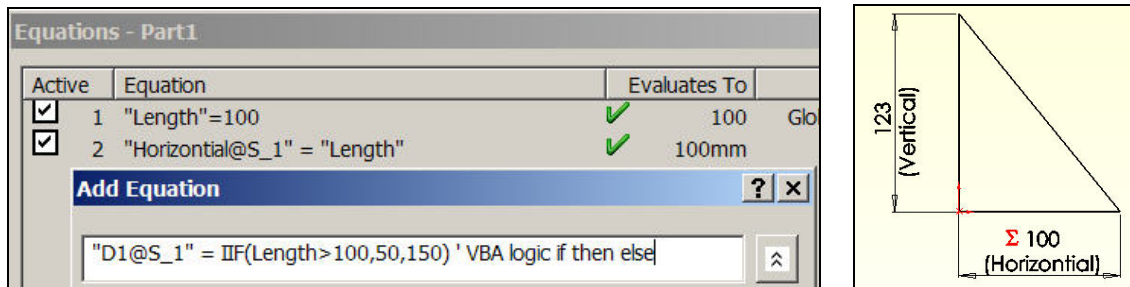 Equations - Part1
Active Equation Evaluates To
1 "Length"=100 100 Glo
2 "Horizontial@S_1" = "Length" 100mm
Add Equation ? ×
"D1@S_1" = IIF(Length>100,50,150) ' VBA logic if then else
123
(Vertical)
Σ 100
(Horizontial)